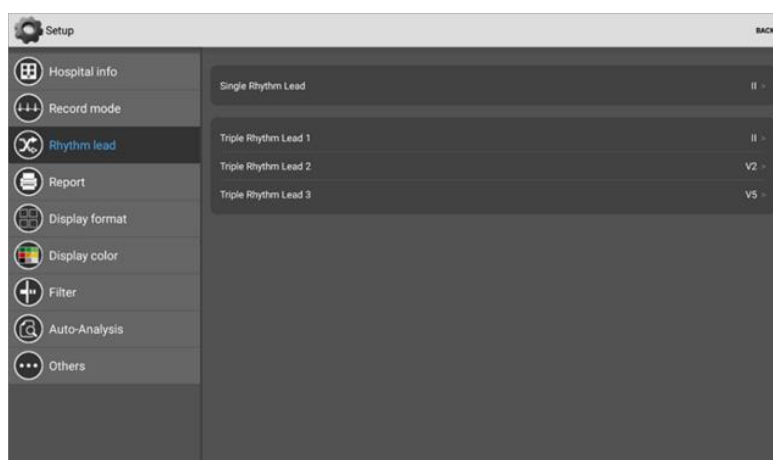 Setup
BACK
Hospital info
Record mode
Rhythm lead
Report
Display format
Display color
Filter
Auto-Analysis
Others
Single Rhythm Lead II >
Triple Rhythm Lead 1 II >
Triple Rhythm Lead 2 V2 >
Triple Rhythm Lead 3 V5 >